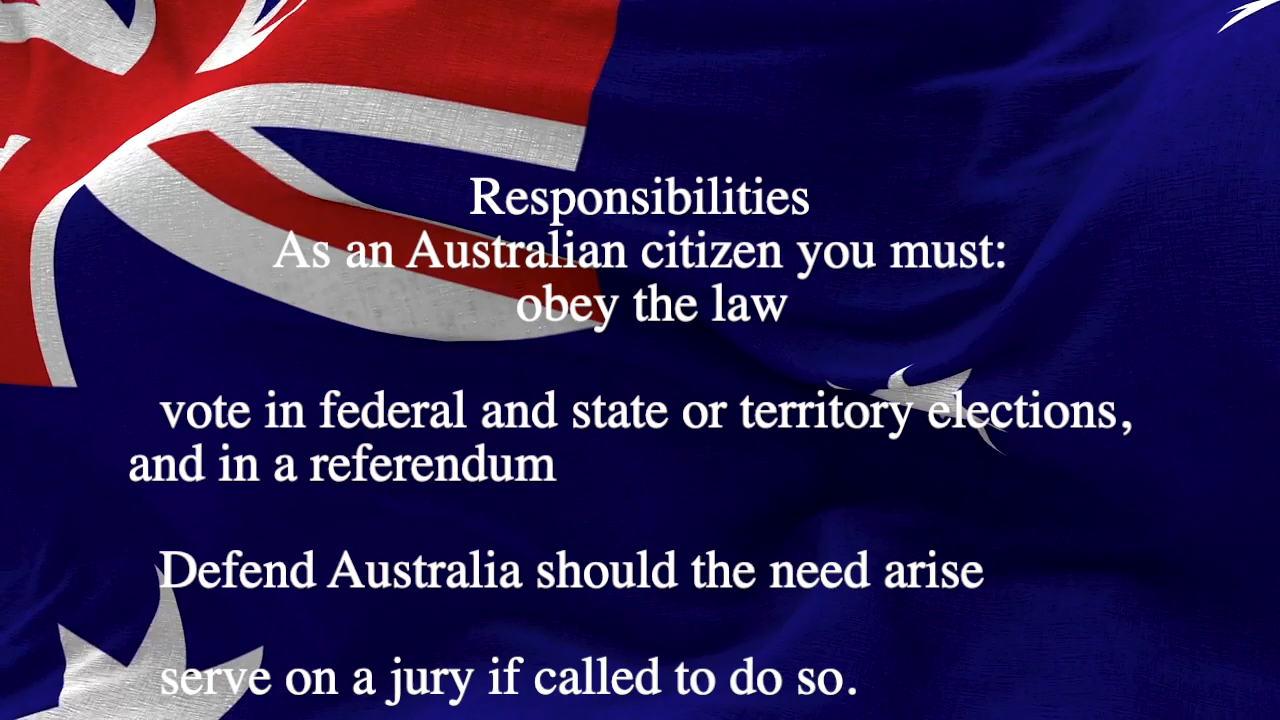 Responsibilities
As an Australian citizen you must:
obey the law
vote in federal and state or territory elections,
and in a referendum
Defend Australia should the need arise
serve on a jury if called to do so.